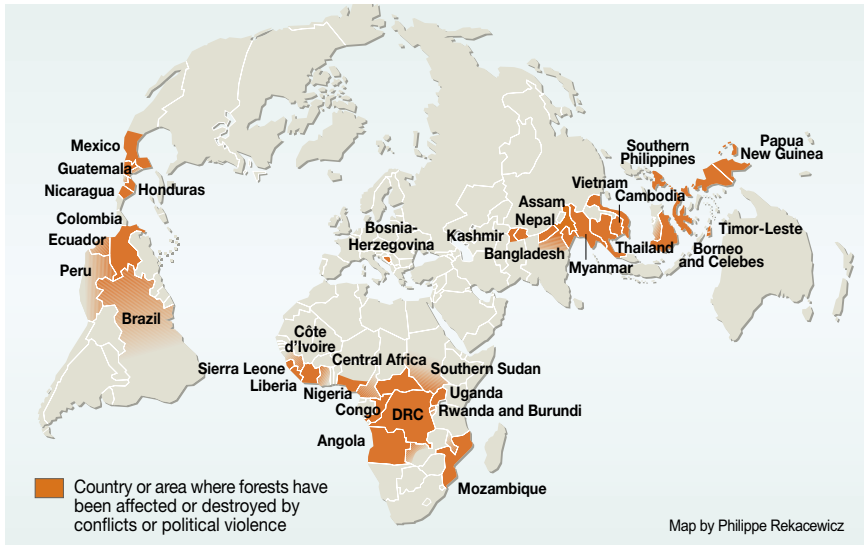 Mexico
Guatemala
Nicaragua
Honduras
Colombia
Ecuador
Peru
Brazil
Bosnia-
Herzegovina
Kashmir
Assam
Nepal
Bangladesh
Myanmar
Vietnam
Cambodia
Thailand
Southern
Philippines
Papua
New Guinea
Timor-Leste
Borneo
and Celebes
Côte
d'Ivoire
Sierra Leone
Liberia
Nigeria
Central Africa
Southern Sudan
Uganda
Rwanda and Burundi
Congo
DRC
Angola
Mozambique
Country or area where forests have
been affected or destroyed by
conflicts or political violence
Map by Philippe Rekacewicz